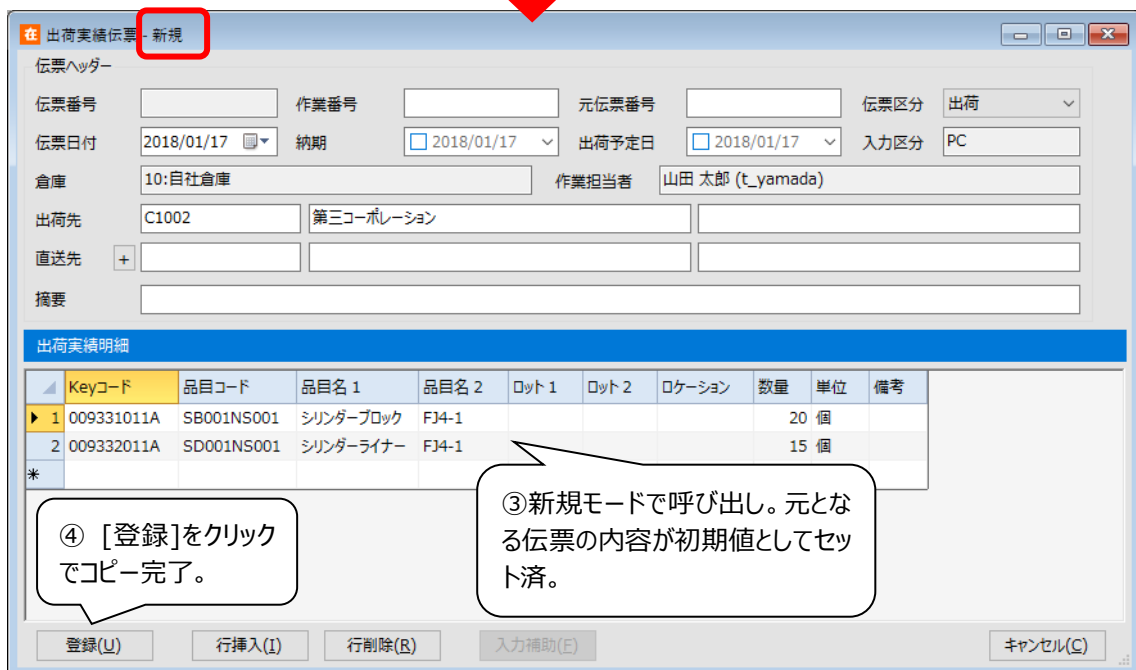 在 出荷実績伝票 - 新規
伝票ヘッダー
伝票番号 作業番号 元伝票番号 伝票区分 出荷
伝票日付 2018/01/17 納期 2018/01/17 出荷予定日 2018/01/17 入力区分 PC
倉庫 10:自社倉庫 作業担当者 山田 太郎 (t_yamada)
出荷先 C1002 第三コーポレーション
直送先 +
摘要
出荷実績明細
Keyコード 品目コード 品目名 1 品目名 2 ロット 1 ロット 2 ロケーション 数量 単位 備考
1 009331011A SB001NS001 シリンダーブロック FJ4-1 20 個
2 009332011A SD001NS001 シリンダーライナー FJ4-1 15 個
*
③新規モードで呼び出し。元とな
る伝票の内容が初期値としてセッ
ト済。
④ [登録]をクリック
でコピー完了。
登録(U) 行挿入(I) 行削除(R) 入力補助(F) キャンセル(C)